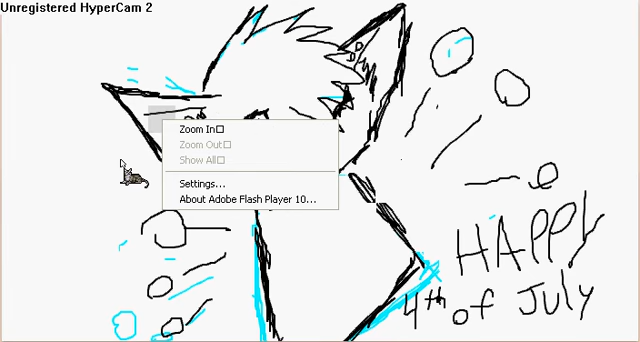 Unregistered HyperCam 2
Zoom In
Zoom Out
Show All
Settings...
About Adobe Flash Player 10...
HAPPY
4th of July